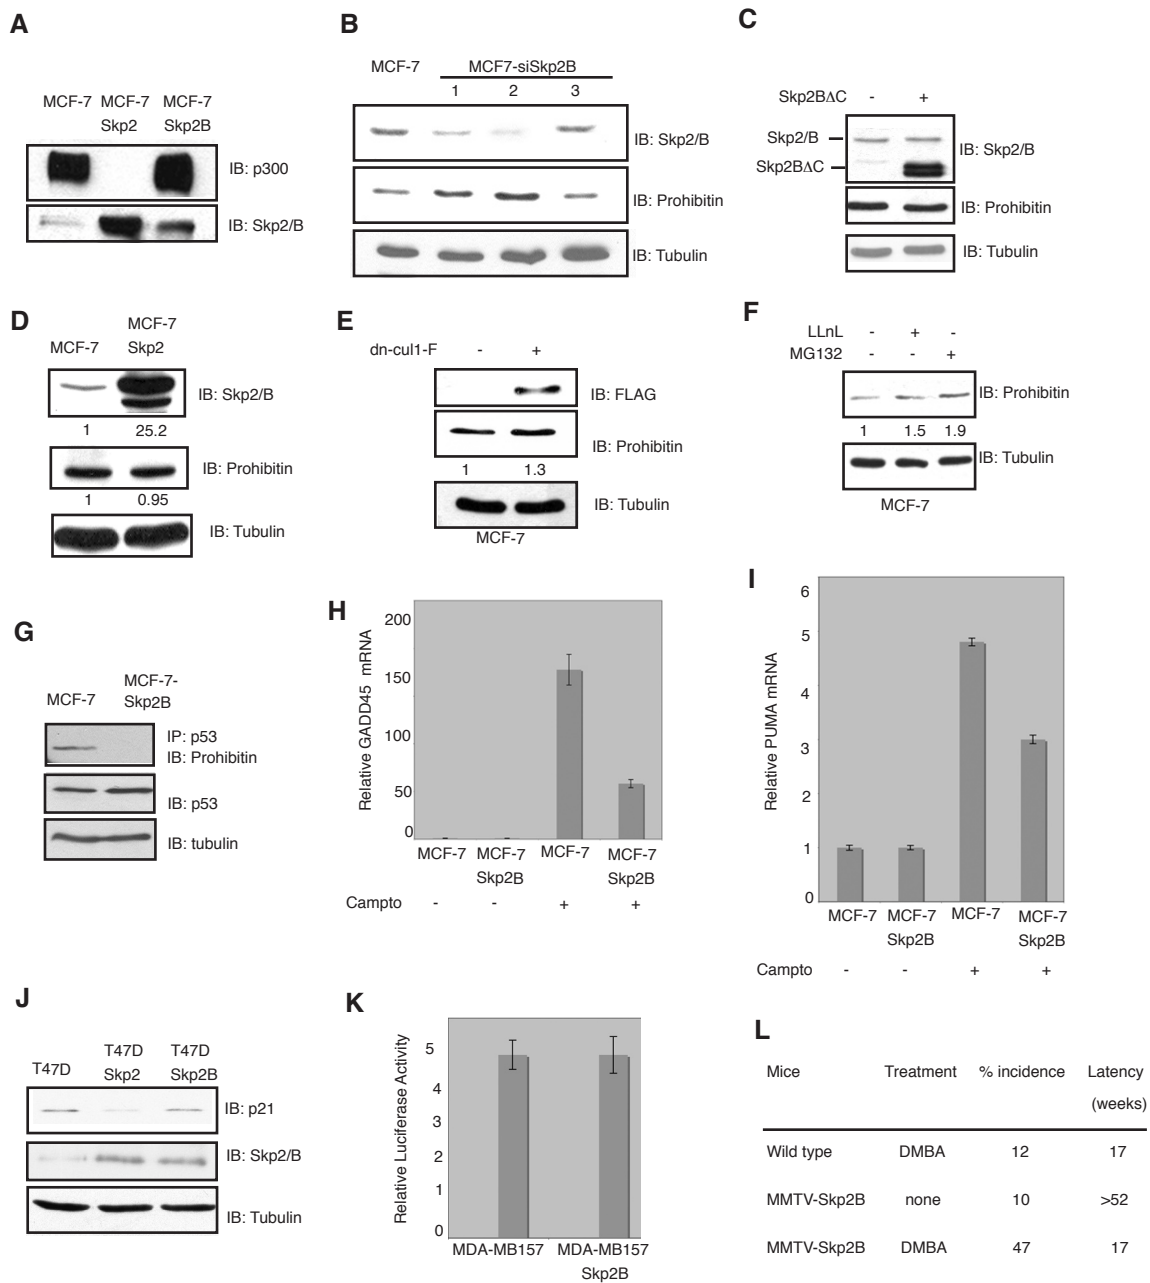 A
MCF-7 MCF-7 MCF-7
Skp2 Skp2B
IB: p300
IB: Skp2/B
B
MCF-7 MCF7-siSkp2B
1 2 3
IB: Skp2/B
IB: Prohibitin
IB: Tubulin
C
Skp2BΔC - +
Skp2/B
Skp2BΔC
IB: Skp2/B
IB: Prohibitin
IB: Tubulin
D
MCF-7 MCF-7
Skp2
IB: Skp2/B
1 25.2
IB: Prohibitin
1 0.95
IB: Tubulin
E
dn-cul1-F - +
IB: FLAG
IB: Prohibitin
1 1.3
IB: Tubulin
MCF-7
F
LLnL - + -
MG132 - - +
IB: Prohibitin
1 1.5 1.9
IB: Tubulin
MCF-7
G
MCF-7 MCF-7-
Skp2B
IP: p53
IB: Prohibitin
IB: p53
IB: tubulin
H
Relative GADD45 mRNA
200
150
100
50
0
MCF-7 MCF-7 MCF-7 MCF-7
Skp2B Skp2B
Campto - - + +
I
Relative PUMA mRNA
6
5
4
3
2
1
0
MCF-7 MCF-7 MCF-7 MCF-7
Skp2B Skp2B
Campto - - + +
J
T47D T47D T47D
Skp2 Skp2B
IB: p21
IB: Skp2/B
IB: Tubulin
K
Relative Luciferase Activity
5
4
3
2
1
0
MDA-MB157 MDA-MB157
Skp2B
L
Mice Treatment % incidence Latency
(weeks)
Wild type DMBA 12 17
MMTV-Skp2B none 10 >52
MMTV-Skp2B DMBA 47 17